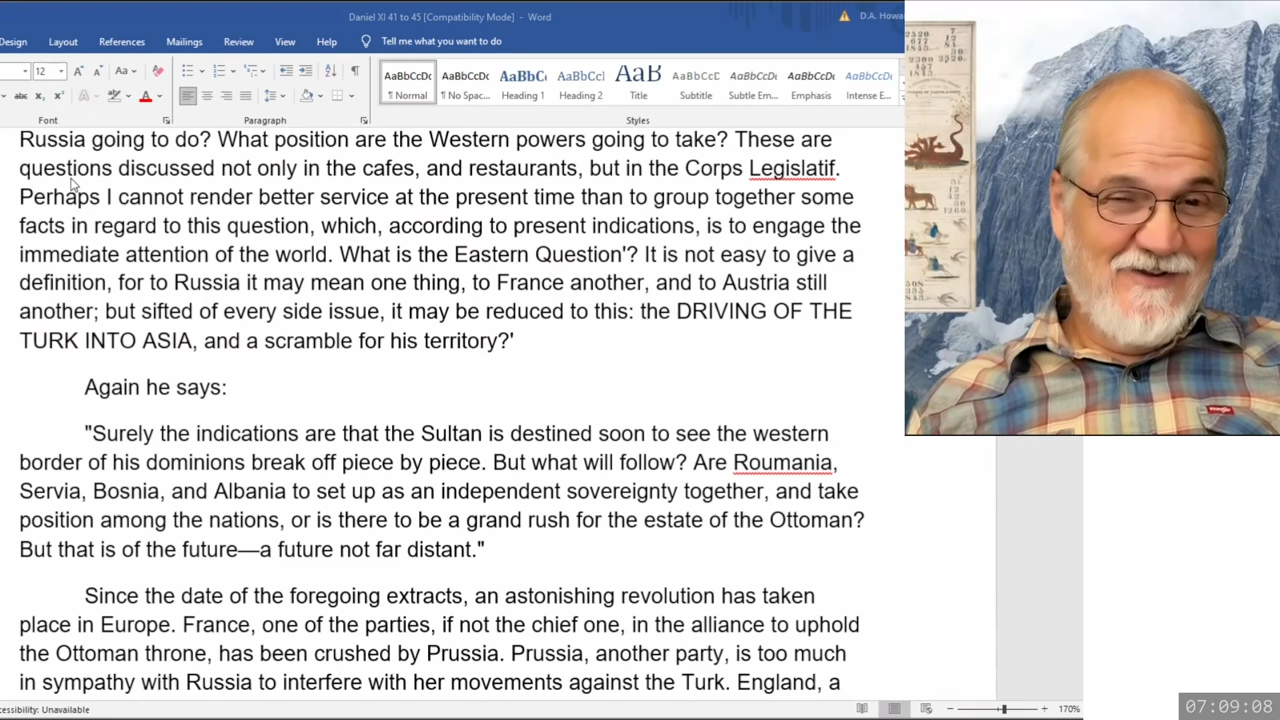 Daniel XI 41 to 45 [Compatibility Mode] - Word
D.A. Howa
Design Layout References Mailings Review View Help Tell me what you want to do
12 Aa
AaBbCcDc AaBbCcDc AaBbC AaBbCcI AaB AaBbCcD AaBbCcDc AaBbCcDc AaBbCcDc
abc x₂ x² A A ¶ Normal ¶ No Spac... Heading 1 Heading 2 Title Subtitle Subtle Em... Emphasis Intense E...
Font Paragraph Styles
Russia going to do? What position are the Western powers going to take? These are
questions discussed not only in the cafes, and restaurants, but in the Corps Legislatif.
Perhaps I cannot render better service at the present time than to group together some
facts in regard to this question, which, according to present indications, is to engage the
immediate attention of the world. What is the Eastern Question'? It is not easy to give a
definition, for to Russia it may mean one thing, to France another, and to Austria still
another; but sifted of every side issue, it may be reduced to this: the DRIVING OF THE
TURK INTO ASIA, and a scramble for his territory?'
Again he says:
"Surely the indications are that the Sultan is destined soon to see the western
border of his dominions break off piece by piece. But what will follow? Are Roumania,
Servia, Bosnia, and Albania to set up as an independent sovereignty together, and take
position among the nations, or is there to be a grand rush for the estate of the Ottoman?
But that is of the future—a future not far distant."
Since the date of the foregoing extracts, an astonishing revolution has taken
place in Europe. France, one of the parties, if not the chief one, in the alliance to uphold
the Ottoman throne, has been crushed by Prussia. Prussia, another party, is too much
in sympathy with Russia to interfere with her movements against the Turk. England, a
cessibility: Unavailable
170%
07:09:08